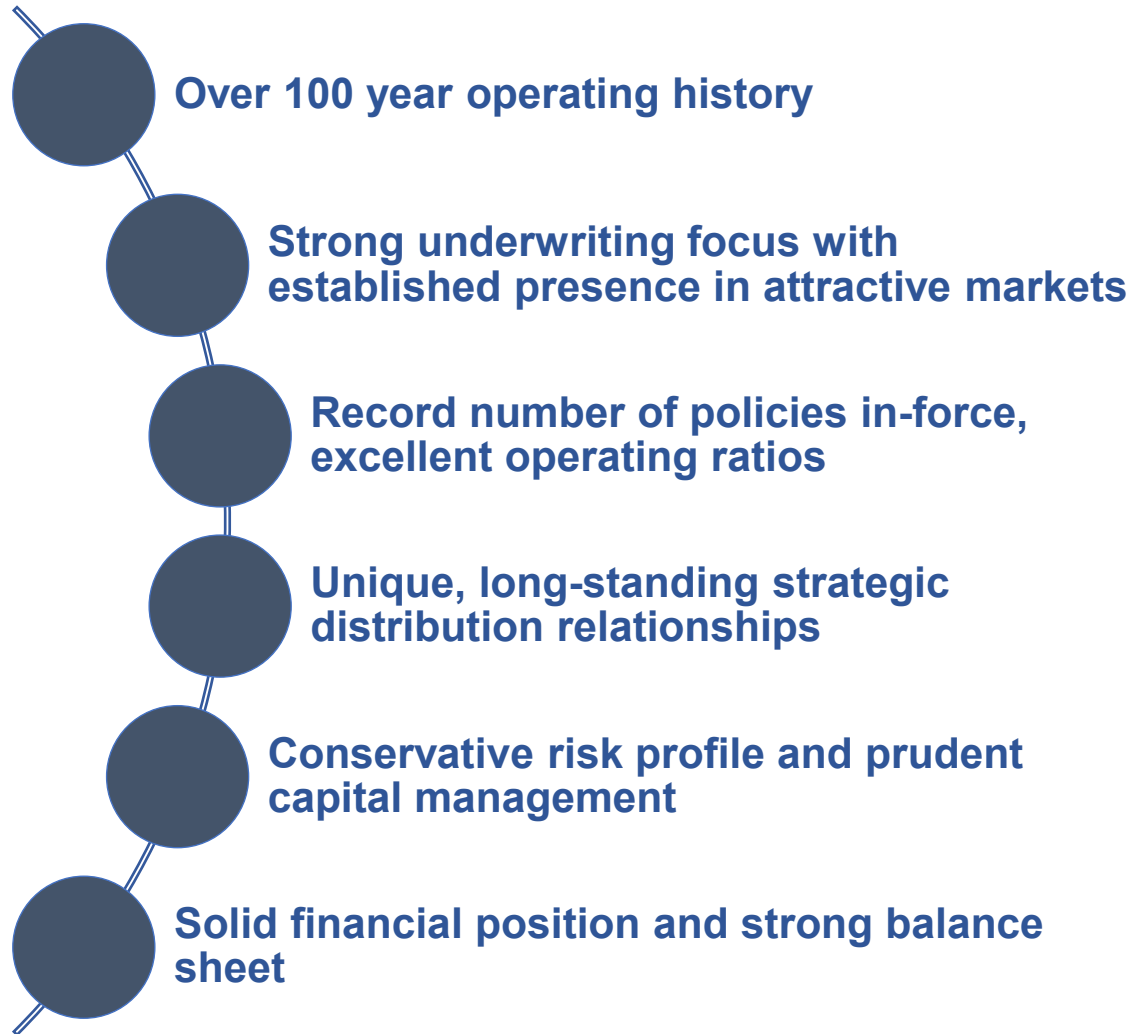 Over 100 year operating history
Strong underwriting focus with
established presence in attractive markets
Record number of policies in-force,
excellent operating ratios
Unique, long-standing strategic
distribution relationships
Conservative risk profile and prudent
capital management
Solid financial position and strong balance
sheet